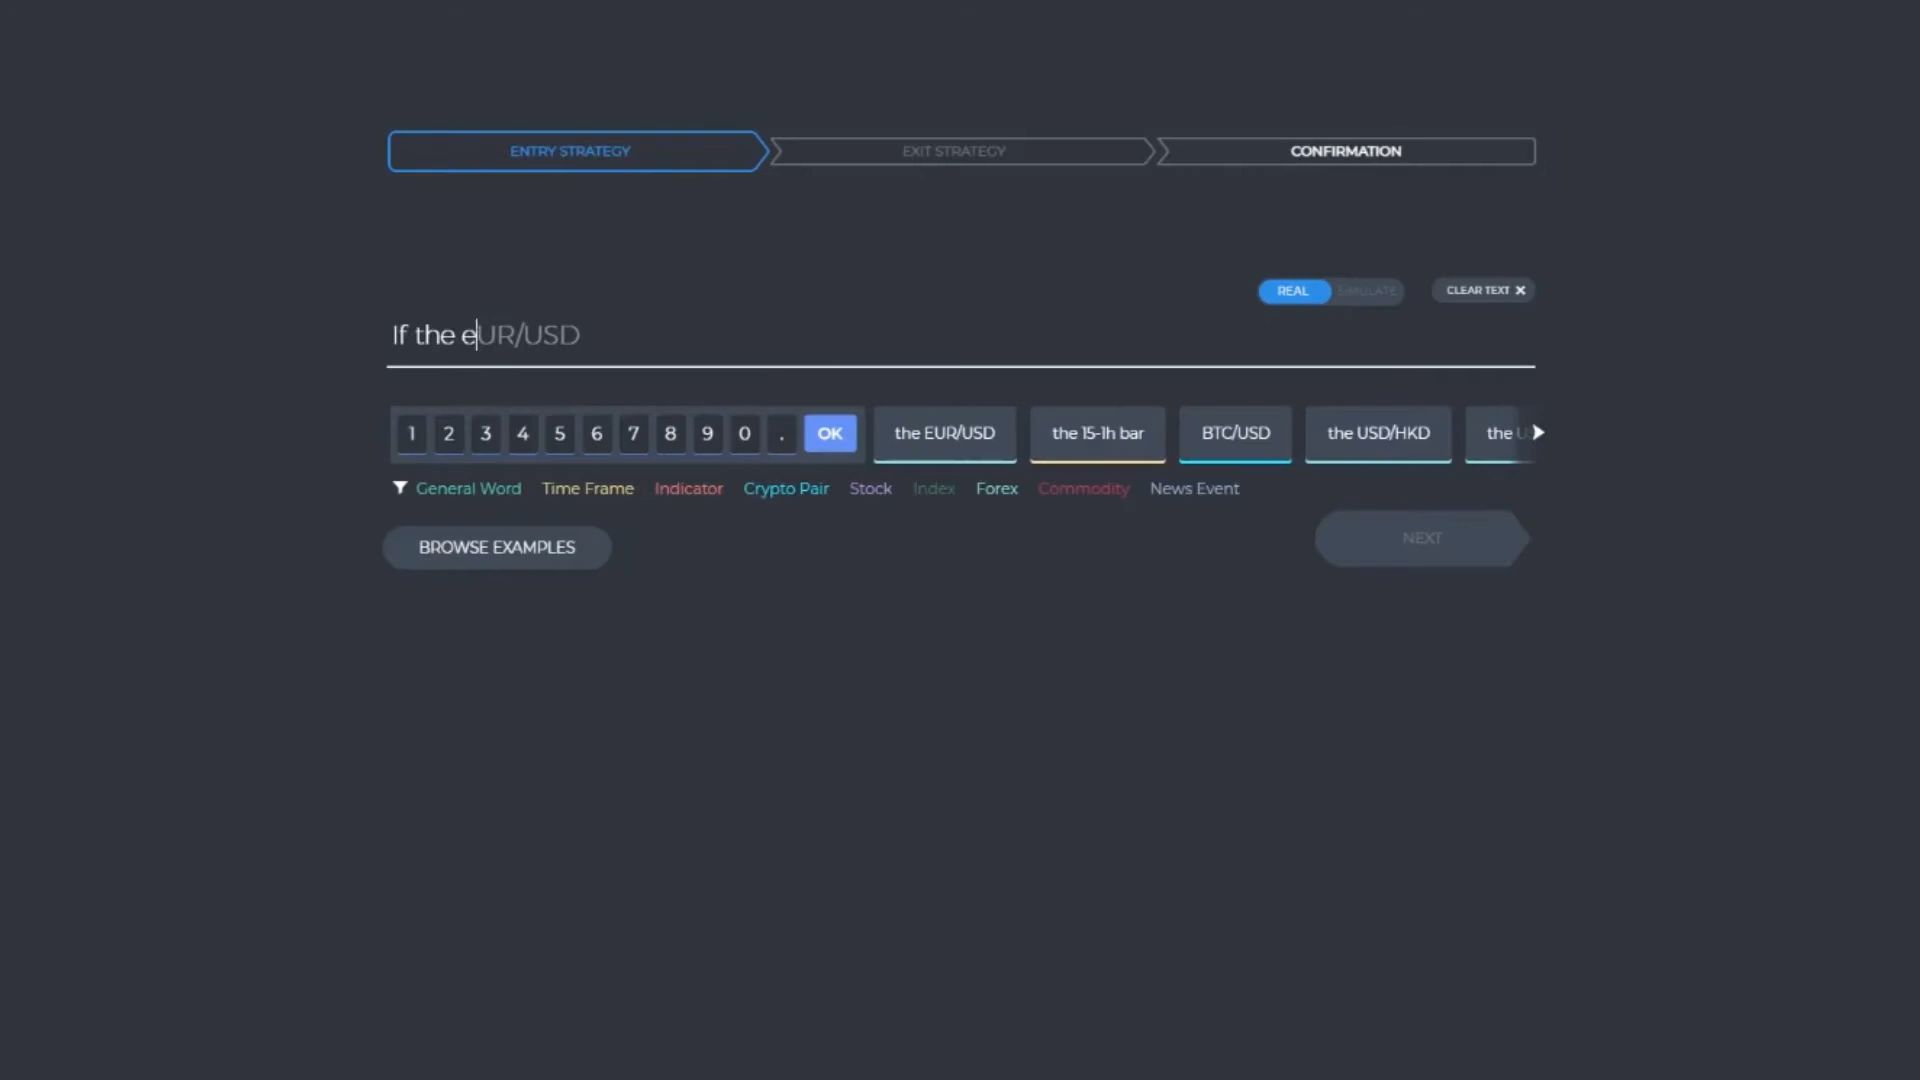 ENTRY STRATEGY EXIT STRATEGY CONFIRMATION
REAL SIMULATE CLEAR TEXT ×
If the eUR/USD
1 2 3 4 5 6 7 8 9 0 . OK the EUR/USD the 15-1h bar BTC/USD the USD/HKD the
General Word Time Frame Indicator Crypto Pair Stock Index Forex Commodity News Event
NEXT
BROWSE EXAMPLES